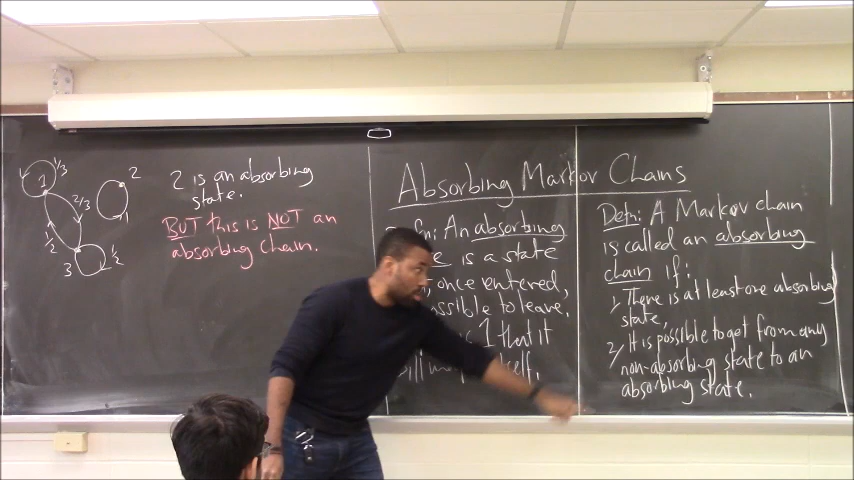 1/3
1
2
2/3
1
1/2
3
1/2
2 is an absorbing
state.
BUT this is NOT an
absorbing chain.
Absorbing Markov Chains
An absorbing
is a state
once entered,
to leave.
1 that it
Defn: A Markov chain
is called an absorbing
chain if:
1, There is at least one absorbing
state,
2, It is possible to get from any
non-absorbing state to an
absorbing state.